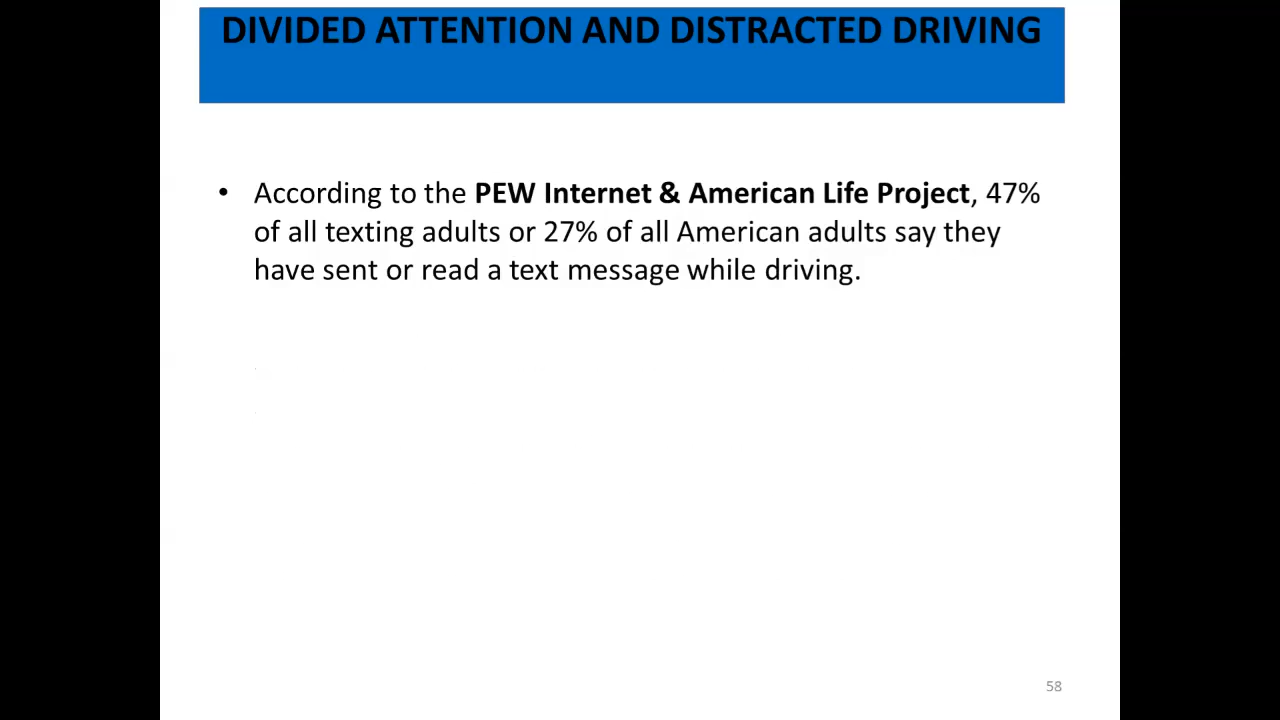 DIVIDED ATTENTION AND DISTRACTED DRIVING
• According to the PEW Internet & American Life Project, 47%
of all texting adults or 27% of all American adults say they
have sent or read a text message while driving.
58